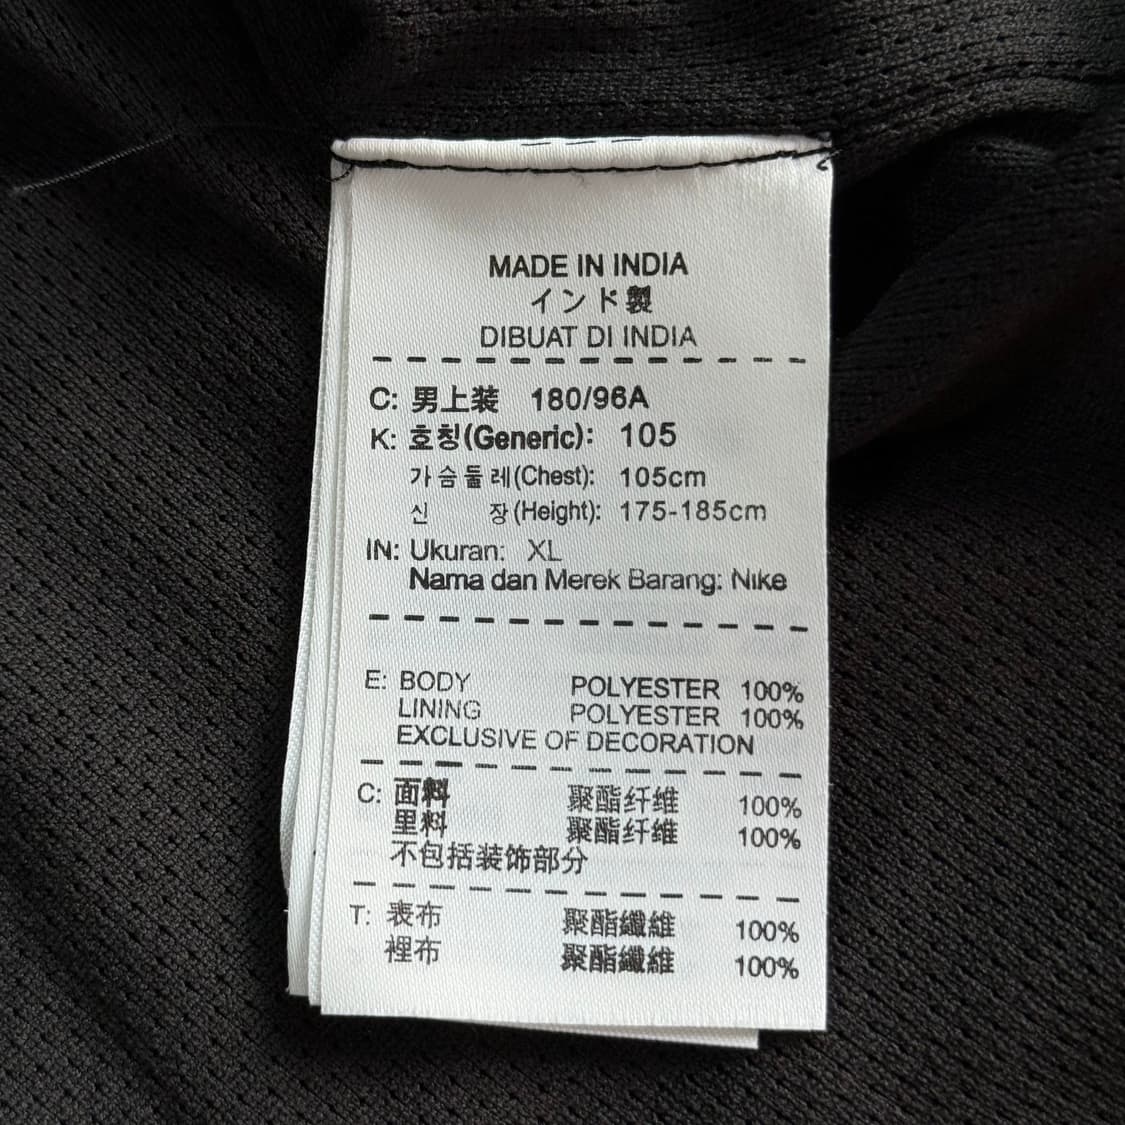 MADE IN INDIA
インド製
DIBUAT DI INDIA
C: 男上装 180/96A
K: 호칭(Generic): 105
가슴둘레(Chest): 105cm
신 장(Height): 175-185cm
IN: Ukuran: XL
Nama dan Merek Barang: Nike
E: BODY POLYESTER 100%
LINING POLYESTER 100%
EXCLUSIVE OF DECORATION
C: 面料 聚酯纤维 100%
里料 聚酯纤维 100%
不包括装饰部分
T: 表布 聚酯纖維 100%
裡布 聚酯纖維 100%